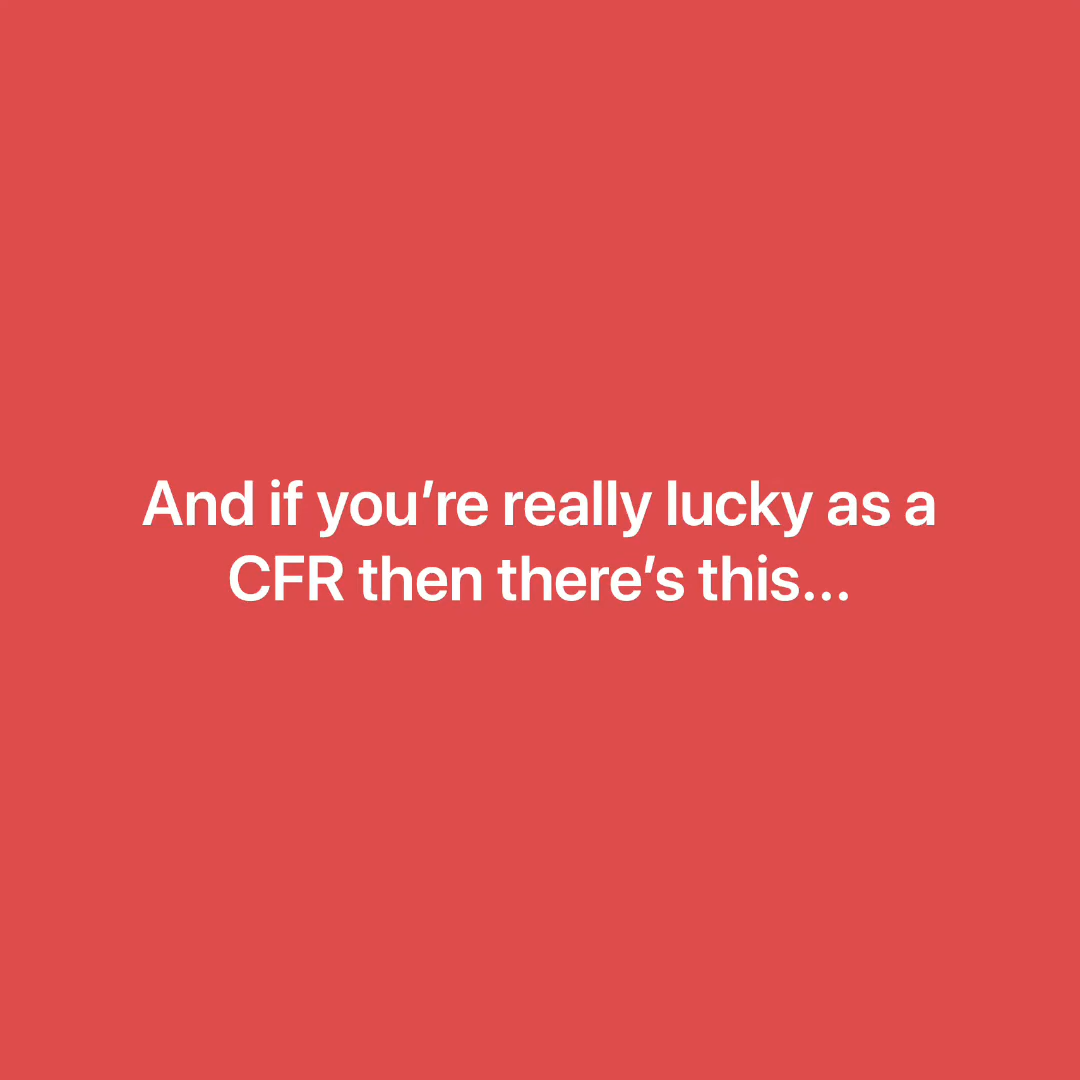 And if you’re really lucky as a
CFR then there’s this...